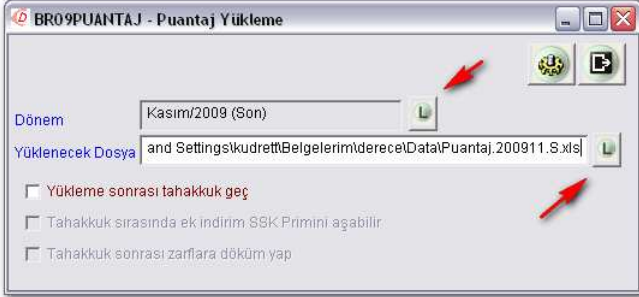 BR09PUANTAJ - Puantaj Yükleme
Dönem
Kasım/2009 (Son)
L
Yüklenecek Dosya
and Settings\kudrett\Belgelerim\derece\Data\Puantaj.200911.S.xls
L
Yükleme sonrası tahakkuk geç
Tahakkuk sırasında ek indirim SSK Primini aşabilir
Tahakkuk sonrası zarflara döküm yap